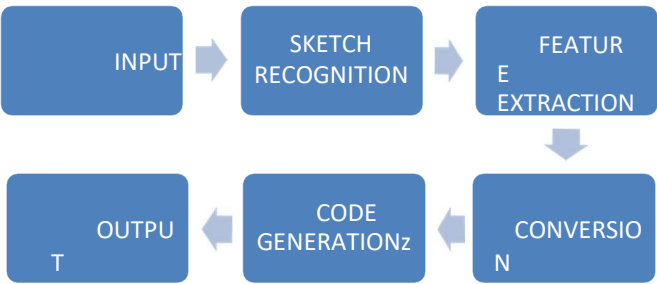 INPUT
SKETCH
RECOGNITION
FEATUR
E
EXTRACTION
OUTPU
T
CODE
GENERATIONz
CONVERSIO
N